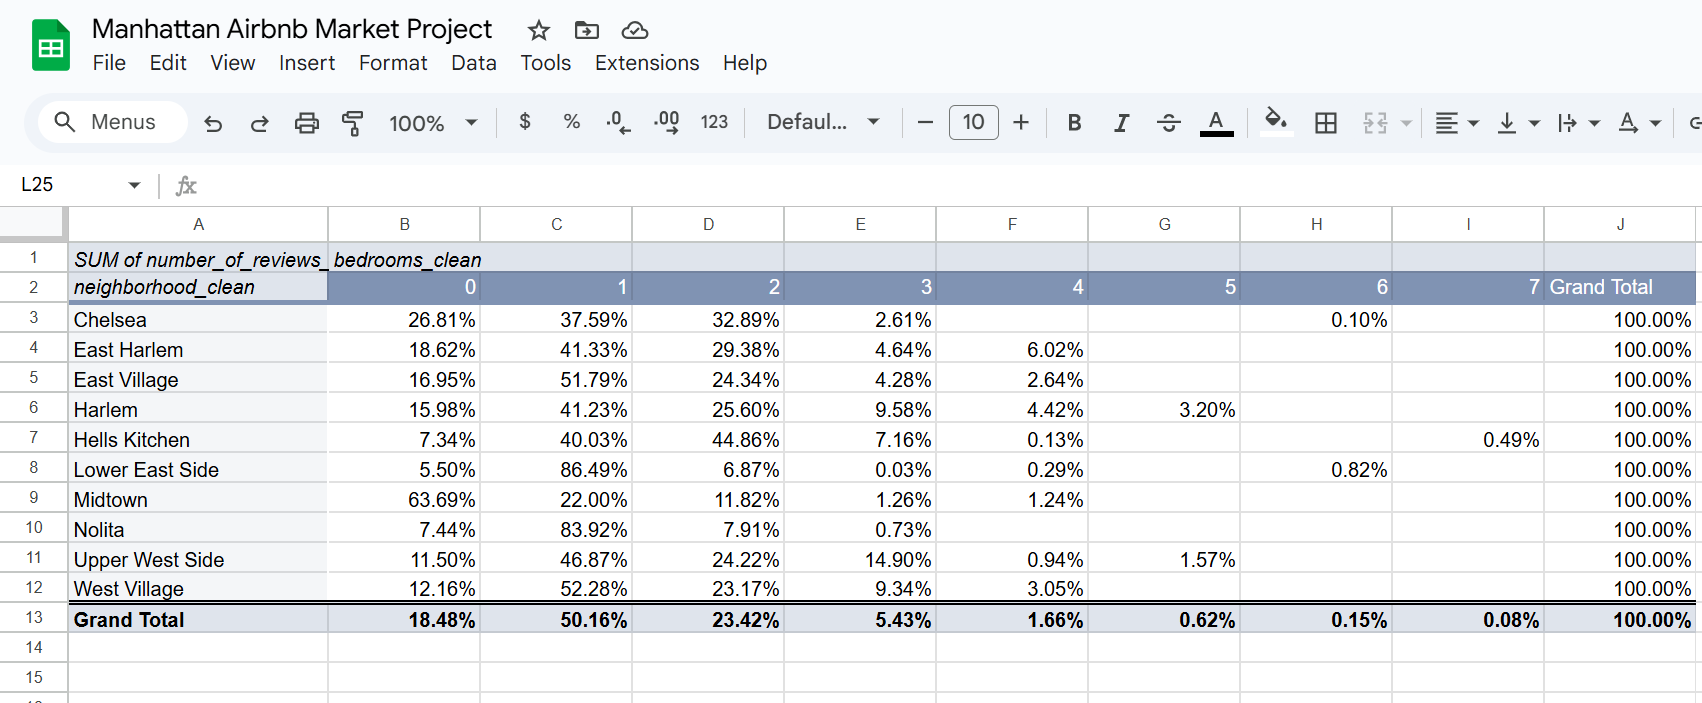 Manhattan Airbnb Market Project
File Edit View Insert Format Data Tools Extensions Help
Menus 100% $ % .0 .00 123 Defaul... 10 B I A
L25 fx
A B C D E F G H I J
1 SUM of number_of_reviews_ bedrooms_clean
2 neighborhood_clean 0 1 2 3 4 5 6 7 Grand Total
3 Chelsea 26.81% 37.59% 32.89% 2.61% 0.10% 100.00%
4 East Harlem 18.62% 41.33% 29.38% 4.64% 6.02% 100.00%
5 East Village 16.95% 51.79% 24.34% 4.28% 2.64% 100.00%
6 Harlem 15.98% 41.23% 25.60% 9.58% 4.42% 3.20% 100.00%
7 Hells Kitchen 7.34% 40.03% 44.86% 7.16% 0.13% 0.49% 100.00%
8 Lower East Side 5.50% 86.49% 6.87% 0.03% 0.29% 0.82% 100.00%
9 Midtown 63.69% 22.00% 11.82% 1.26% 1.24% 100.00%
10 Nolita 7.44% 83.92% 7.91% 0.73% 100.00%
11 Upper West Side 11.50% 46.87% 24.22% 14.90% 0.94% 1.57% 100.00%
12 West Village 12.16% 52.28% 23.17% 9.34% 3.05% 100.00%
13 Grand Total 18.48% 50.16% 23.42% 5.43% 1.66% 0.62% 0.15% 0.08% 100.00%
14
15